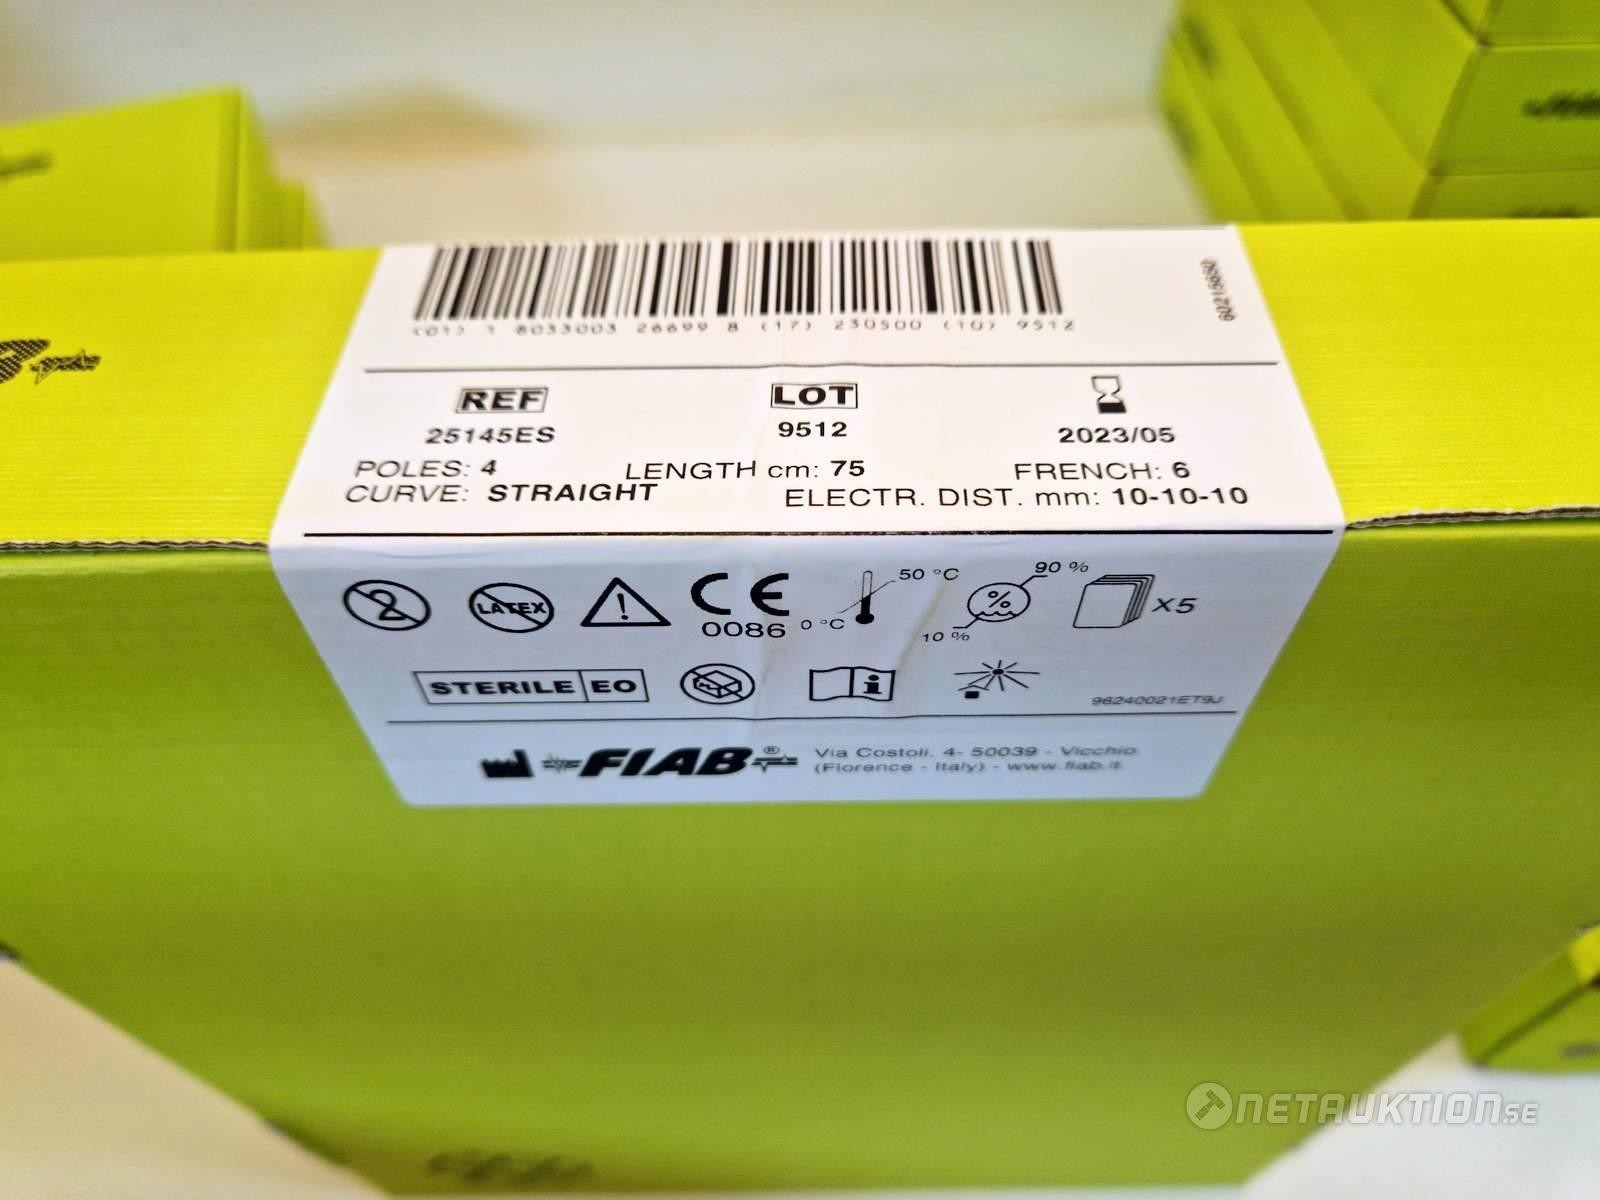 (01) 1 8033003 26699 8 (17) 230500 (10) 9512
60215650
REF
25145ES
LOT
9512
2023/05
POLES: 4 LENGTH cm: 75 FRENCH: 6
CURVE: STRAIGHT ELECTR. DIST. mm: 10-10-10
2 LATEX ! CE 0086 0 °C 50 °C % 10 % 90 % X5
STERILE EO i 96240021ET9J
FIAB® Via Costoli, 4- 50039 - Vicchio
(Florence - Italy) - www.fiab.it
NETAUKTION.SE